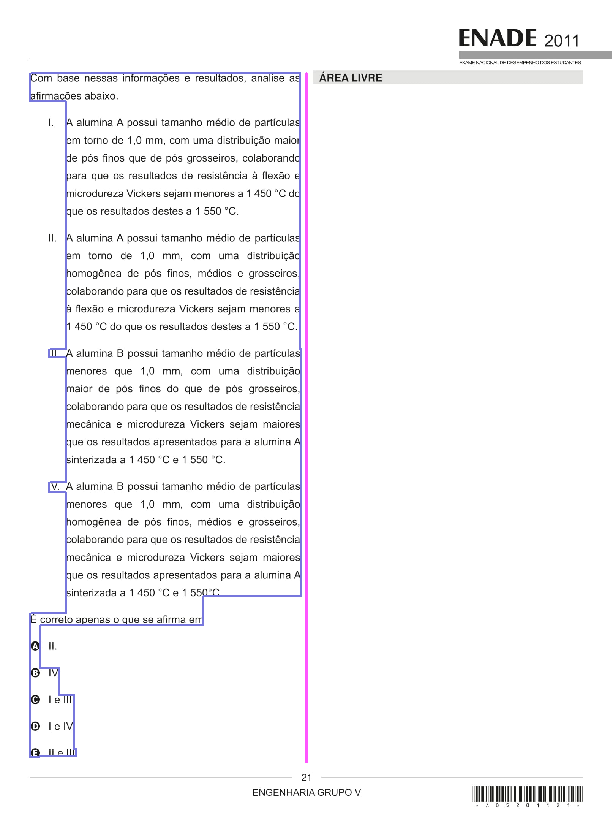 ENADE 2011
EXAME NACIONAL DE DESEMPENHO DOS ESTUDANTES
Com base nessas informações e resultados, analise as
afirmações abaixo.
I. A alumina A possui tamanho médio de partículas
em torno de 1,0 mm, com uma distribuição maior
de pós finos que de pós grosseiros, colaborando
para que os resultados de resistência à flexão e
microdureza Vickers sejam menores a 1 450 °C do
que os resultados destes a 1 550 °C.
II. A alumina A possui tamanho médio de partículas
em torno de 1,0 mm, com uma distribuição
homogênea de pós finos, médios e grosseiros,
colaborando para que os resultados de resistência
à flexão e microdureza Vickers sejam menores a
1 450 °C do que os resultados destes a 1 550 °C.
III. A alumina B possui tamanho médio de partículas
menores que 1,0 mm, com uma distribuição
maior de pós finos do que de pós grosseiros,
colaborando para que os resultados de resistência
mecânica e microdureza Vickers sejam maiores
que os resultados apresentados para a alumina A
sinterizada a 1 450 °C e 1 550 °C.
IV. A alumina B possui tamanho médio de partículas
menores que 1,0 mm, com uma distribuição
homogênea de pós finos, médios e grosseiros,
colaborando para que os resultados de resistência
mecânica e microdureza Vickers sejam maiores
que os resultados apresentados para a alumina A
sinterizada a 1 450 °C e 1 550 °C.
É correto apenas o que se afirma em
A II.
B IV.
C I e III.
D I e IV.
E II e III.
ÁREA LIVRE
21
ENGENHARIA GRUPO V